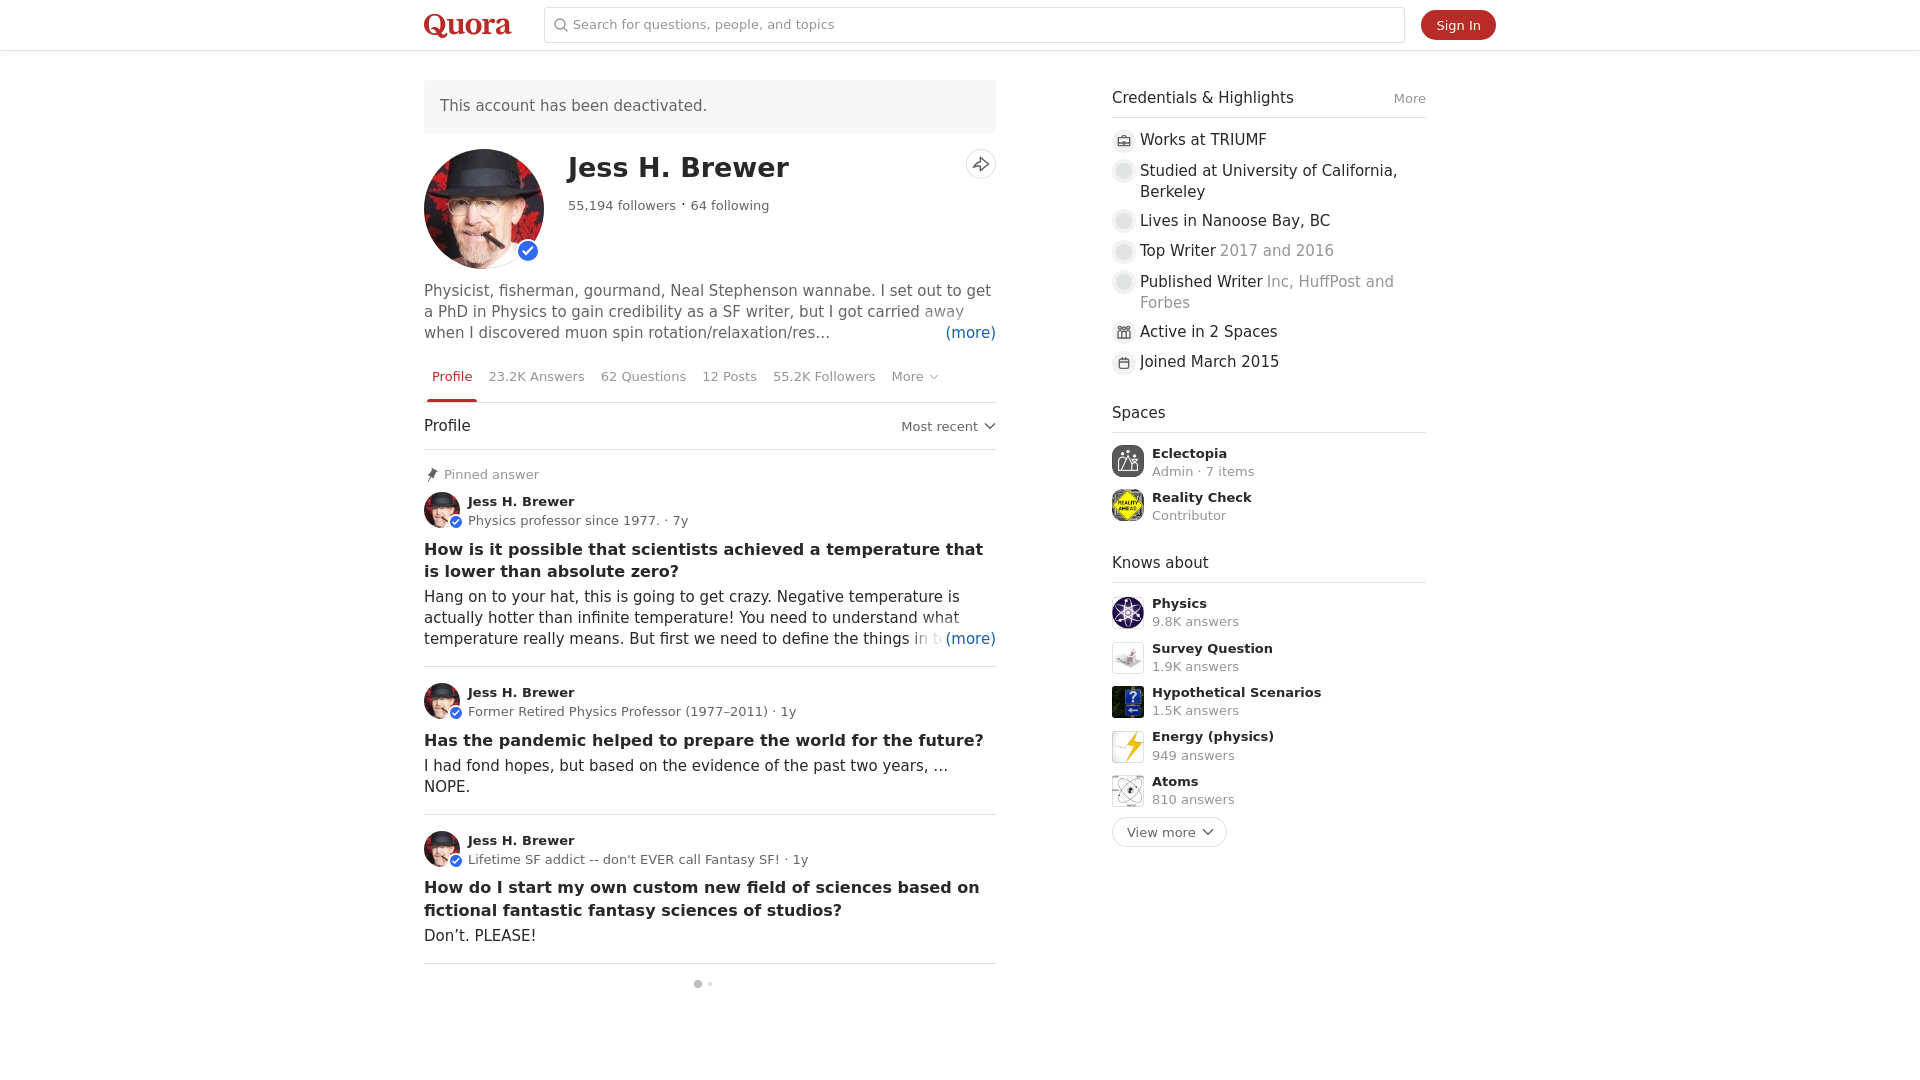 Quora
Search for questions, people, and topics
Sign In
This account has been deactivated.
Jess H. Brewer
55,194 followers · 64 following
Physicist, fisherman, gourmand, Neal Stephenson wannabe. I set out to get
a PhD in Physics to gain credibility as a SF writer, but I got carried away
when I discovered muon spin rotation/relaxation/res… (more)
Profile 23.2K Answers 62 Questions 12 Posts 55.2K Followers More
Profile
Most recent
Pinned answer
Jess H. Brewer
Physics professor since 1977. · 7y
How is it possible that scientists achieved a temperature that
is lower than absolute zero?
Hang on to your hat, this is going to get crazy. Negative temperature is
actually hotter than infinite temperature! You need to understand what
temperature really means. But first we need to define the things in (more)
Jess H. Brewer
Former Retired Physics Professor (1977–2011) · 1y
Has the pandemic helped to prepare the world for the future?
I had fond hopes, but based on the evidence of the past two years, …
NOPE.
Jess H. Brewer
Lifetime SF addict -- don't EVER call Fantasy SF! · 1y
How do I start my own custom new field of sciences based on
fictional fantastic fantasy sciences of studios?
Don’t. PLEASE!
Credentials & Highlights
More
Works at TRIUMF
Studied at University of California,
Berkeley
Lives in Nanoose Bay, BC
Top Writer 2017 and 2016
Published Writer Inc, HuffPost and
Forbes
Active in 2 Spaces
Joined March 2015
Spaces
Eclectopia
Admin · 7 items
REALITY
AHEAD
Reality Check
Contributor
Knows about
Physics
9.8K answers
Survey Question
1.9K answers
?
Hypothetical Scenarios
1.5K answers
Energy (physics)
949 answers
Atoms
810 answers
View more